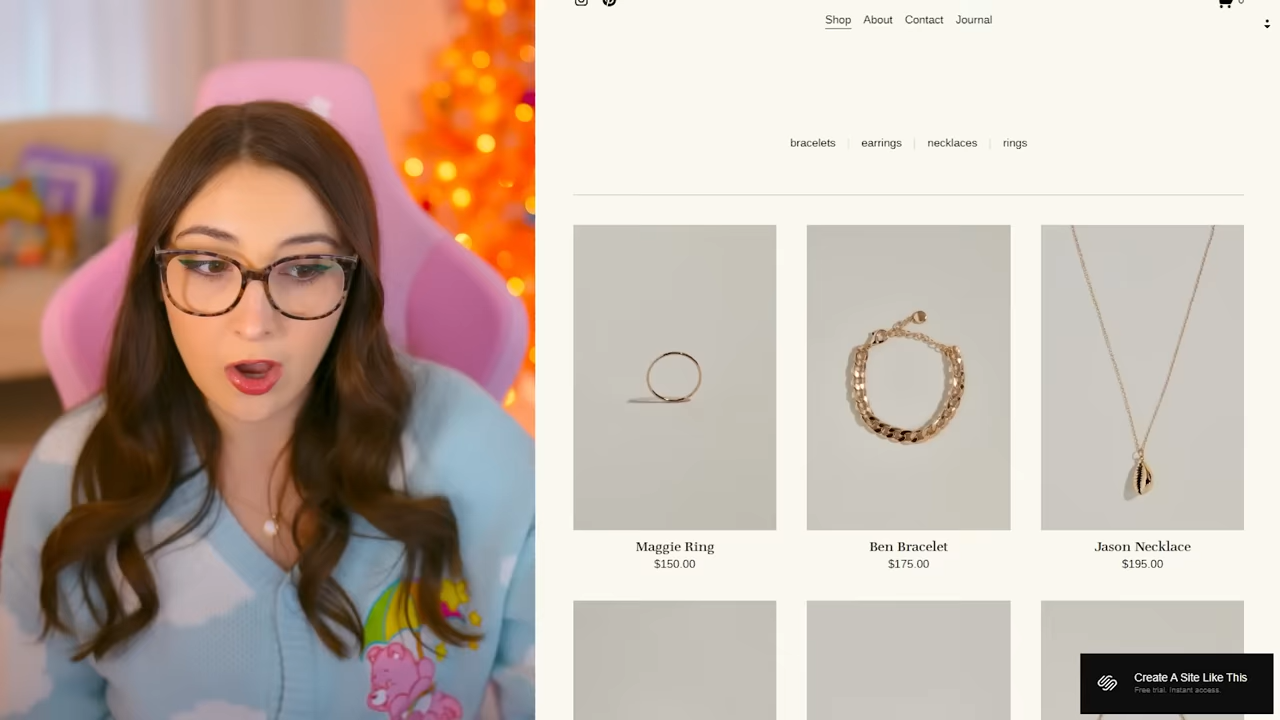 0
Shop About Contact Journal
bracelets earrings necklaces rings
Maggie Ring
$150.00
Ben Bracelet
$175.00
Jason Necklace
$195.00
Create A Site Like This
Free trial. Instant access.